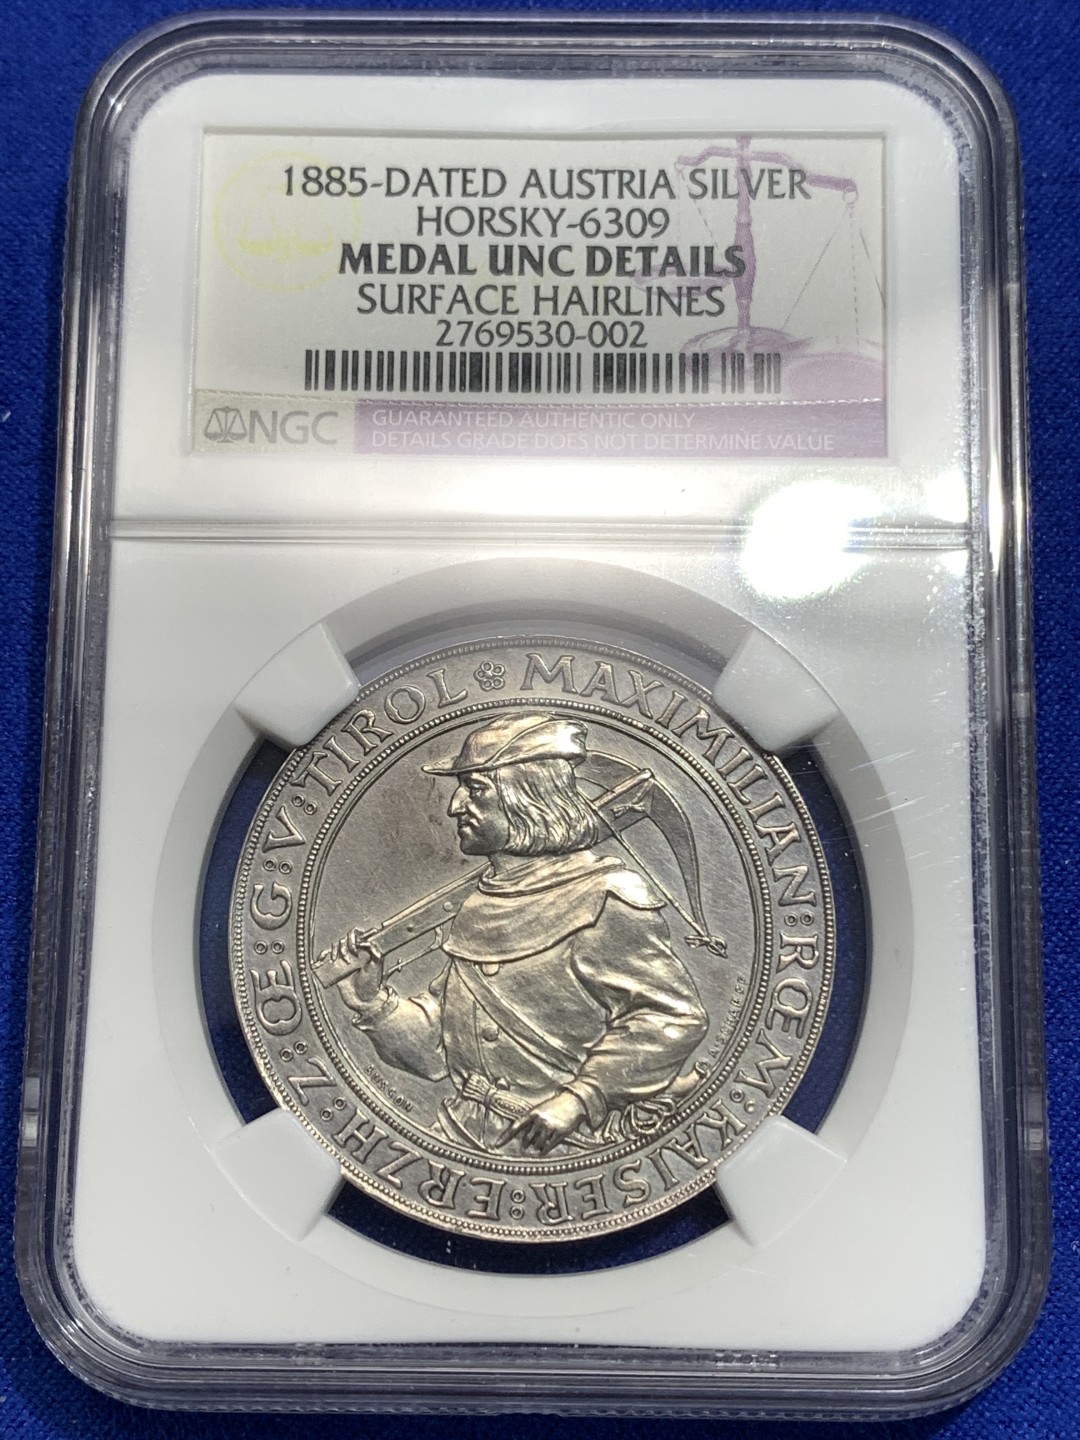 1885-DATED AUSTRIA SILVER
HORSKY-6309
MEDAL UNC DETAILS
SURFACE HAIRLINES
2769530-002
NGC
GUARANTEED AUTHENTIC ONLY
DETAILS GRADE DOES NOT DETERMINE VALUE
MAXIMILIAN:ROEM:KAISER:ERZH:Z:OE:G:V:TIROL